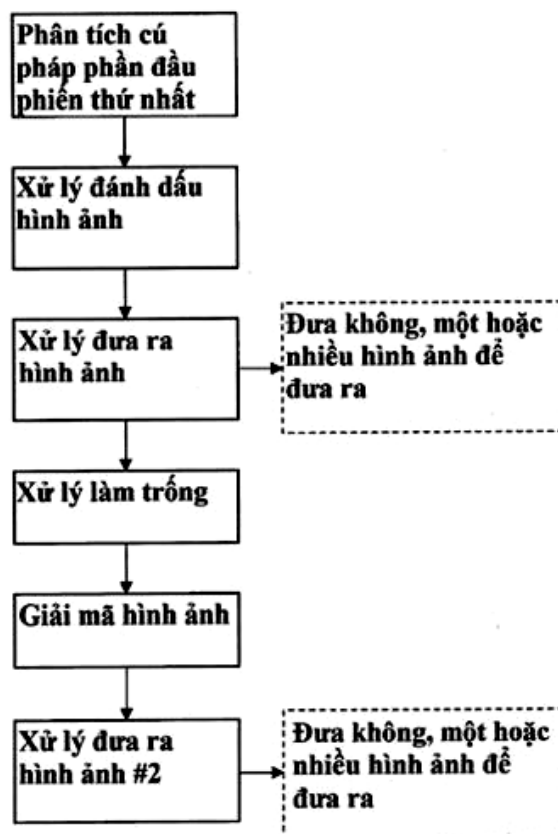 Phân tích cú
pháp phần đầu
phiến thứ nhất
Xử lý đánh dấu
hình ảnh
Xử lý đưa ra
hình ảnh
Đưa không, một hoặc
nhiều hình ảnh để
đưa ra
Xử lý làm trống
Giải mã hình ảnh
Xử lý đưa ra
hình ảnh #2
Đưa không, một hoặc
nhiều hình ảnh để
đưa ra